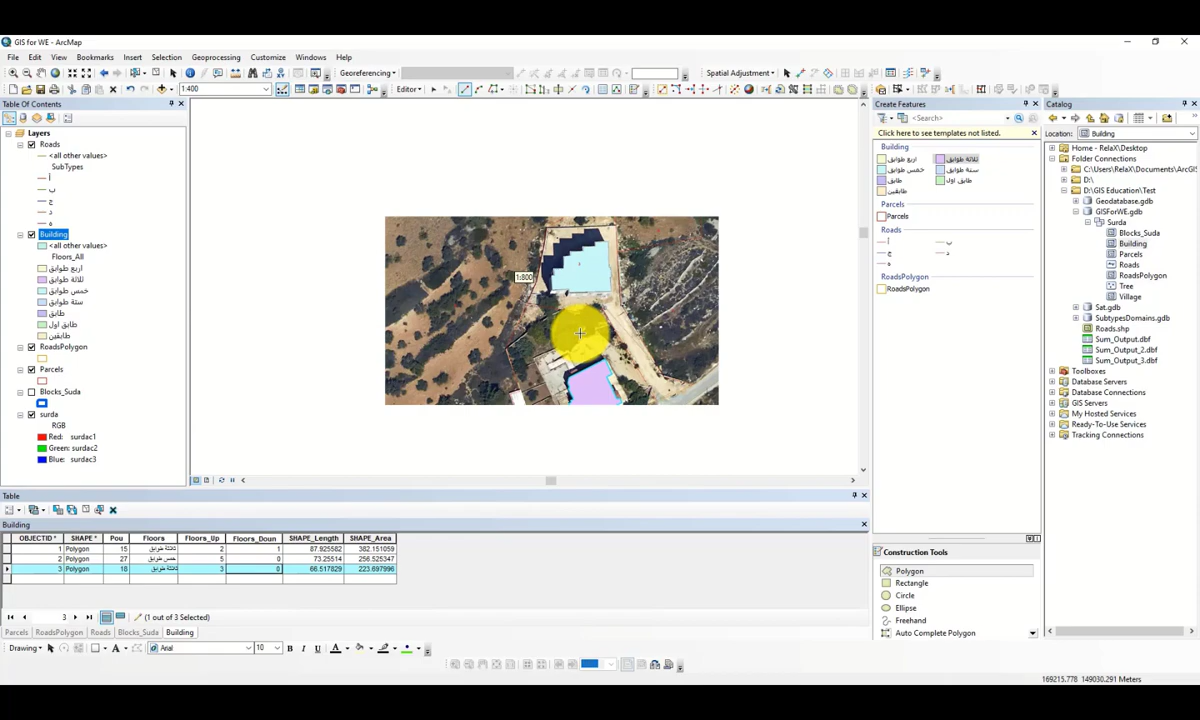 GIS for WE - ArcMap
File Edit View Bookmarks Insert Selection Geoprocessing Customize Windows Help
Georeferencing Spatial Adjustment
1:400 Editor
Table Of Contents
Layers
Roads
<all other values>
SubTypes
أ
ب
ج
د
ه
Building
<all other values>
Floors_All
اربع طوابق
ثلاثة طوابق
خمس طوابق
ستة طوابق
طابق
طابق اول
طابقين
RoadsPolygon
Parcels
Blocks_Suda
surda
RGB
Red: surdac1
Green: surdac2
Blue: surdac3
1:800
Create Features
<Search>
Click here to see templates not listed.
Building
اربع طوابق ثلاثة طوابق
خمس طوابق ستة طوابق
طابق طابق اول
طابقين
Parcels
Parcels
Roads
أ ب
ج د
ه
RoadsPolygon
RoadsPolygon
Construction Tools
Polygon
Rectangle
Circle
Ellipse
Freehand
Auto Complete Polygon
Catalog
Location: Building
Home - RelaX\Desktop
Folder Connections
C:\Users\RelaX\Documents\ArcGI
D:\
D:\GIS Education\Test
Geodatabase.gdb
GISForWE.gdb
Surda
Blocks_Suda
Building
Parcels
Roads
RoadsPolygon
Tree
Village
Sat.gdb
SubtypesDomains.gdb
Roads.shp
Sum_Output.dbf
Sum_Output_2.dbf
Sum_Output_3.dbf
Toolboxes
Database Servers
Database Connections
GIS Servers
My Hosted Services
Ready-To-Use Services
Tracking Connections
Table
Building
OBJECTID * SHAPE * Pou Floors Floors_Up Floors_Doun SHAPE_Length SHAPE_Area
1 Polygon 15 ثلاثة طوابق 2 1 87.925582 382.151059
2 Polygon 27 خمس طوابق 5 0 73.25514 256.525347
3 Polygon 18 ثلاثة طوابق 3 0 66.517829 223.697996
3 (1 out of 3 Selected)
Parcels RoadsPolygon Roads Blocks_Suda Building
Drawing A Arial 10 B I U A
169215.778 149030.291 Meters